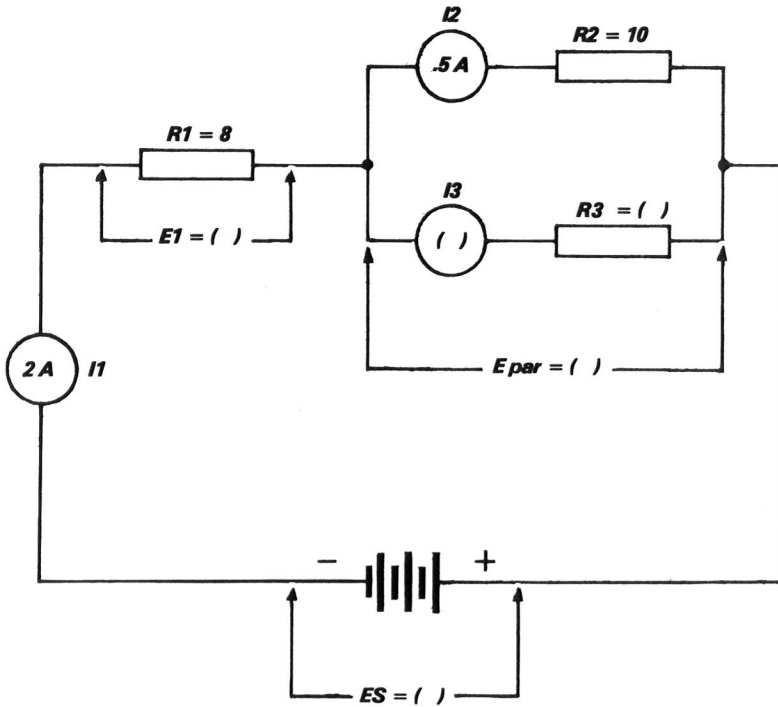 I2
.5 A
R2 = 10
R1 = 8
E1 = ( )
I3
( )
R3 = ( )
2 A
I1
E par = ( )
−
+
ES = ( )